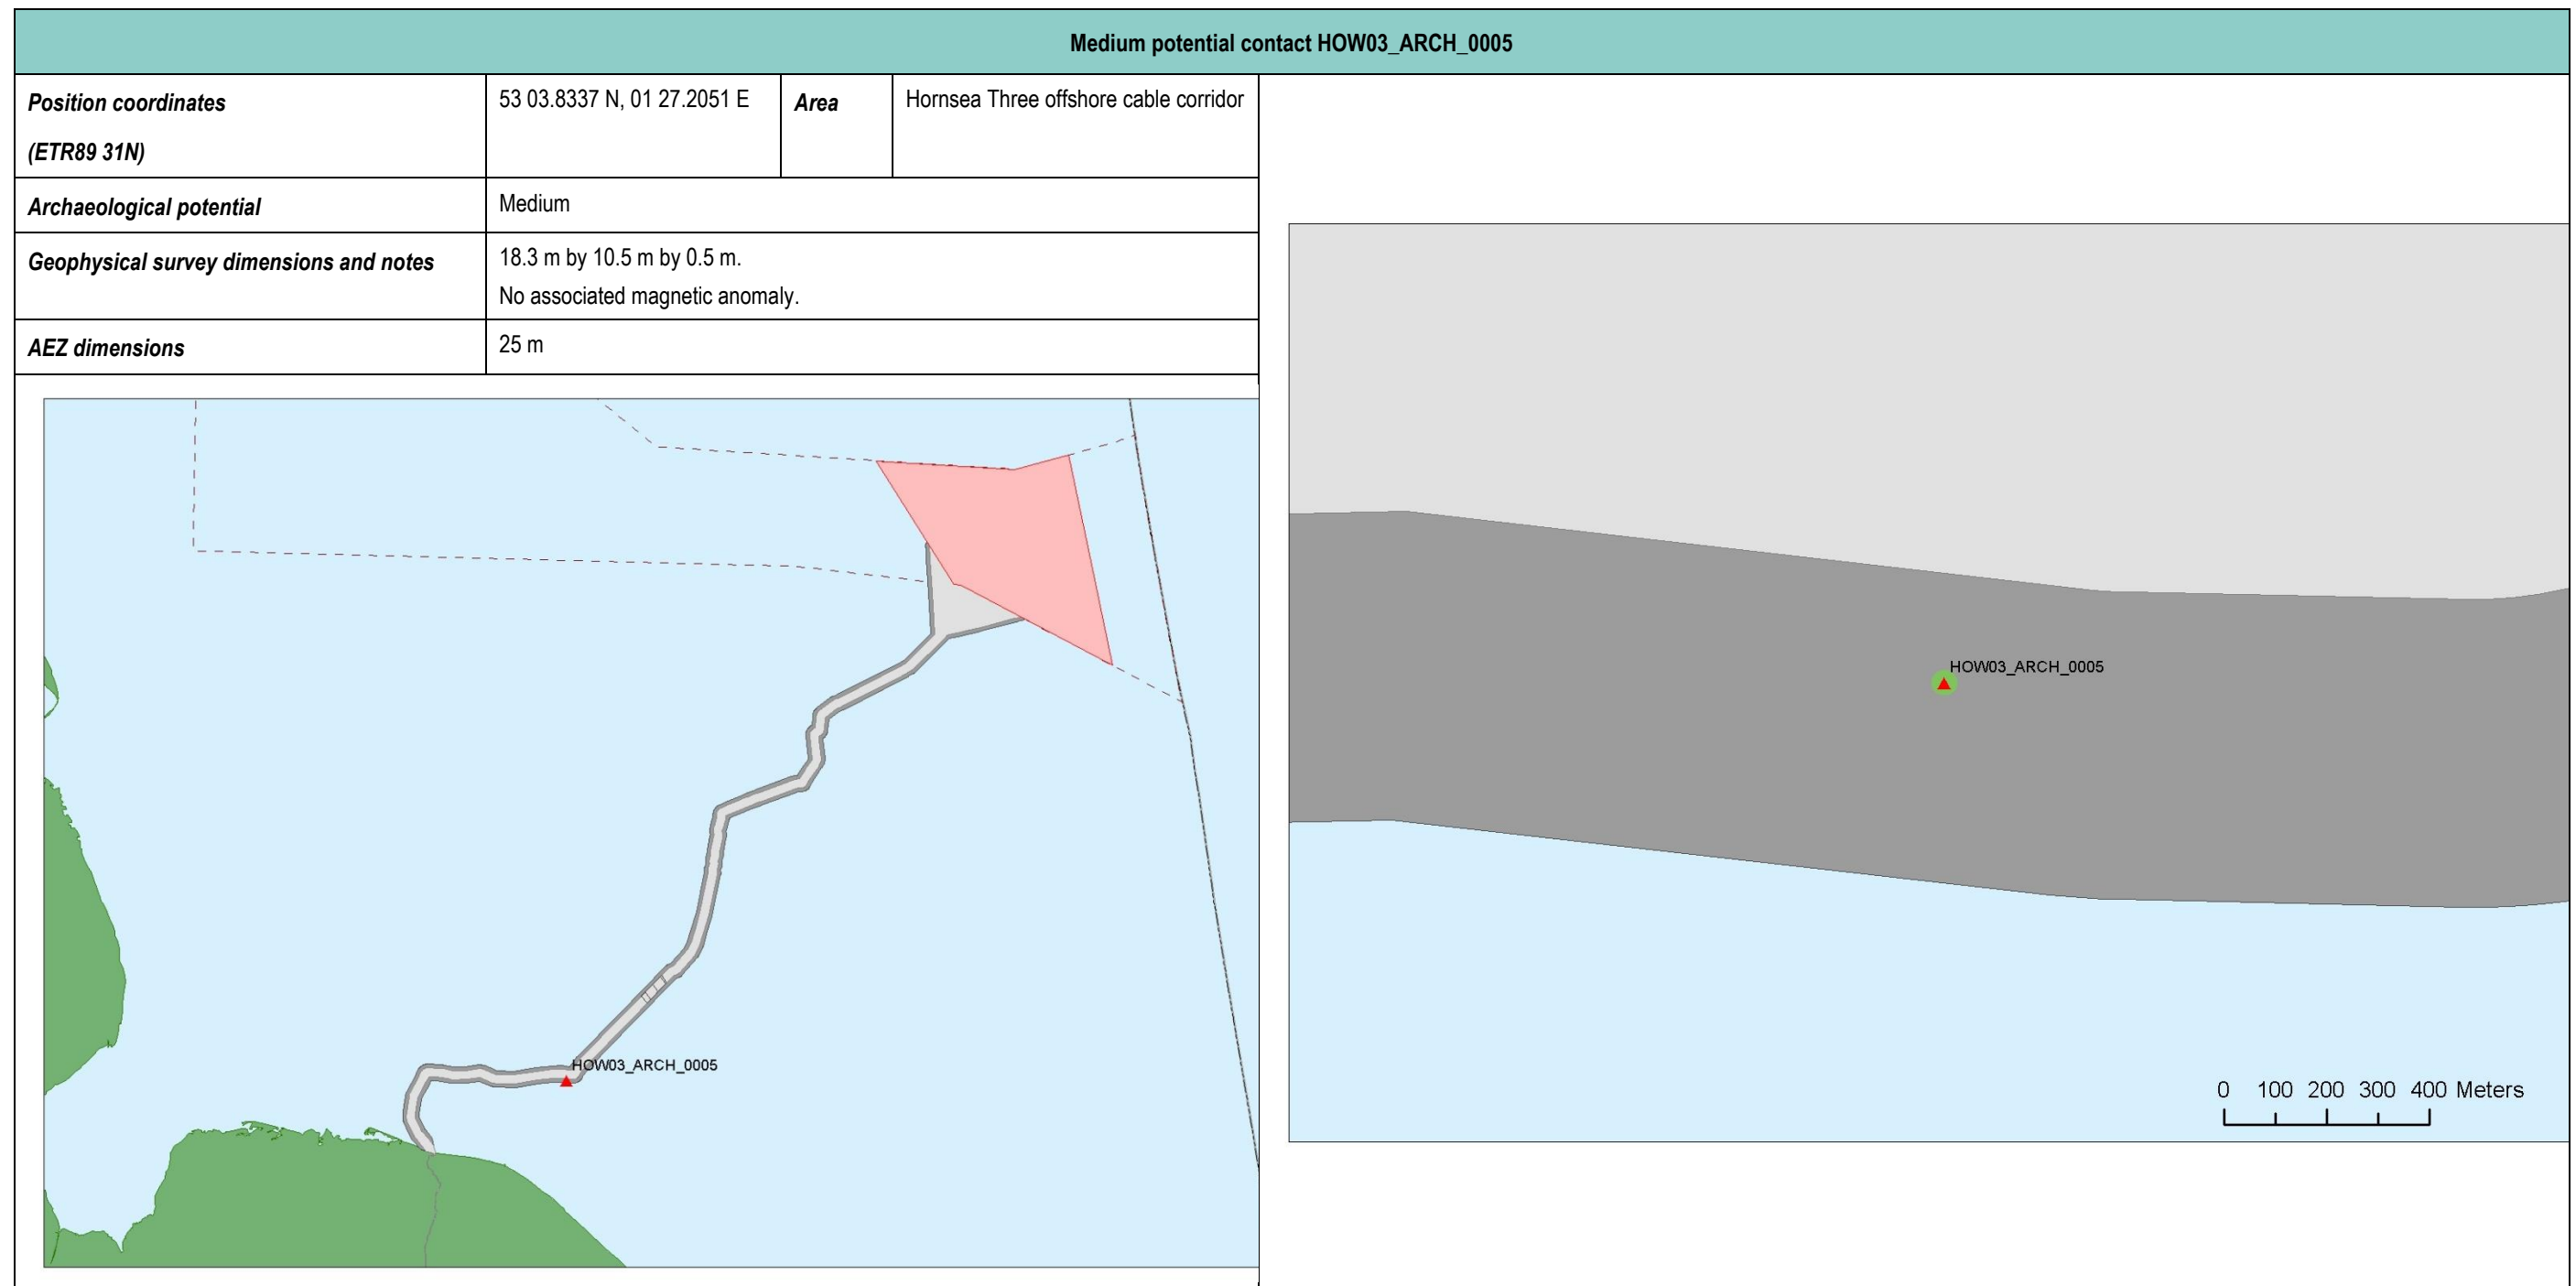 Medium potential contact HOW03_ARCH_0005
Position coordinates
(ETR89 31N)
53 03.8337 N, 01 27.2051 E
Area
Hornsea Three offshore cable corridor
Archaeological potential
Medium
Geophysical survey dimensions and notes
18.3 m by 10.5 m by 0.5 m.
No associated magnetic anomaly.
AEZ dimensions
25 m
HOW03_ARCH_0005
HOW03_ARCH_0005
0 100 200 300 400 Meters